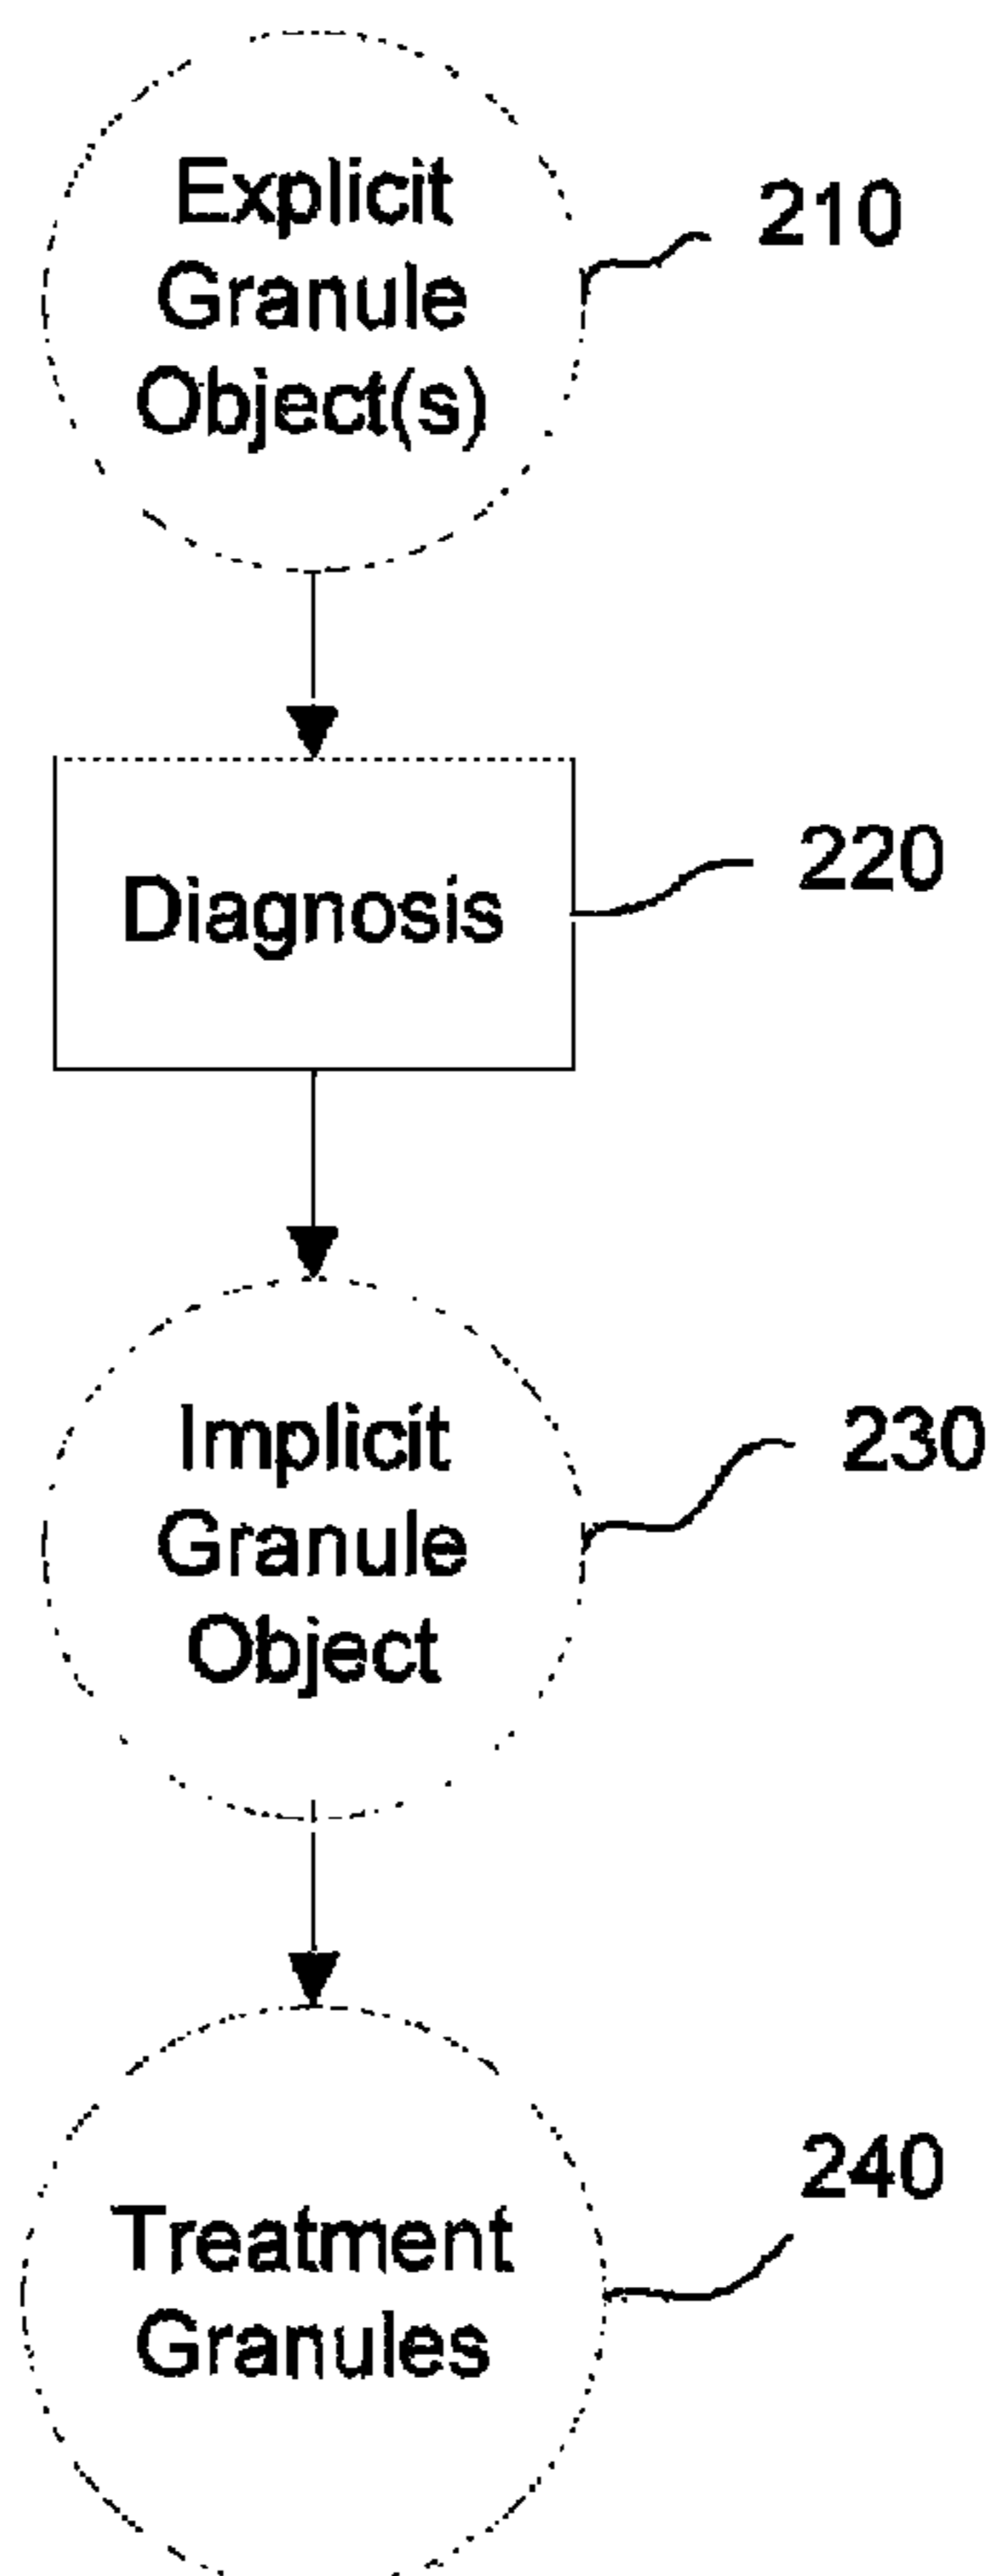 Explicit
Granule
Object(s)
210
Diagnosis
220
Implicit
Granule
Object
230
Treatment
Granules
240